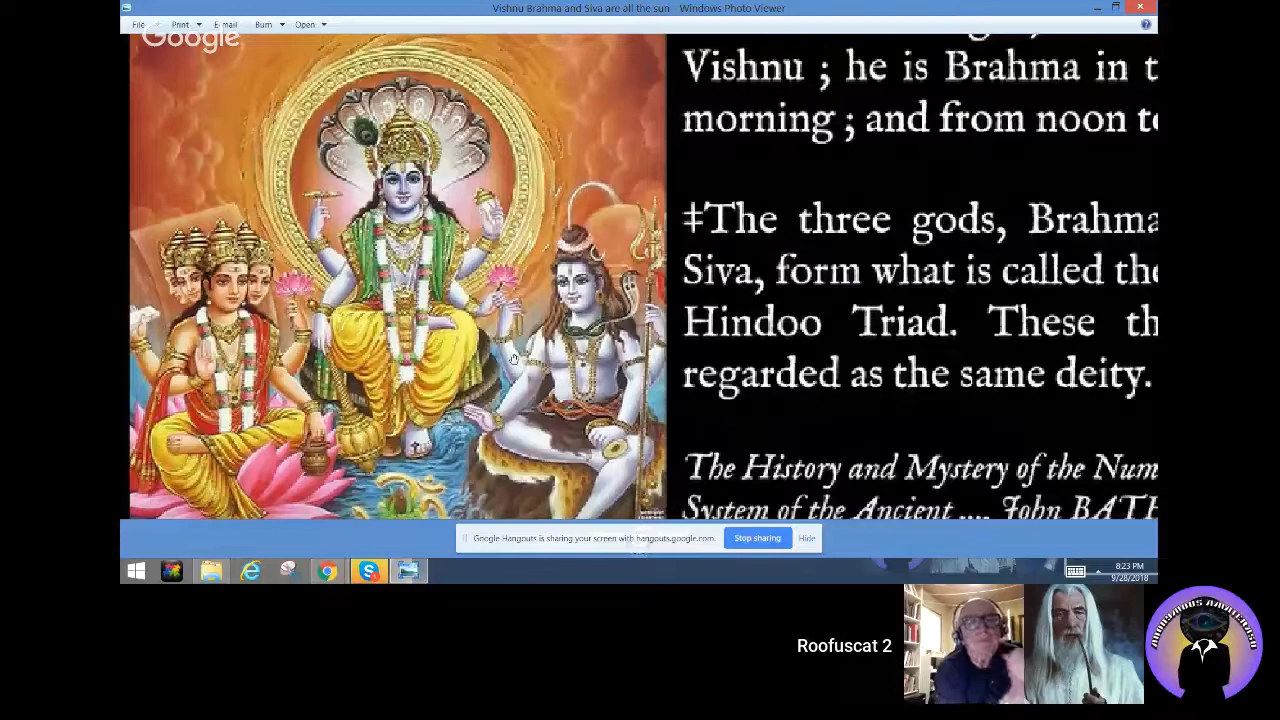 Vishnu Brahma and Siva are all the sun - Windows Photo Viewer
File Print E-mail Burn Open
Google
Vishnu ; he is Brahma in t
morning ; and from noon to
‡The three gods, Brahma
Siva, form what is called the
Hindoo Triad. These th
regarded as the same deity.
The History and Mystery of the Num
System of the Ancient ...., John BATH
Google Hangouts is sharing your screen with hangouts.google.com. Stop sharing Hide
8:23 PM
9/28/2018
Roofuscat 2